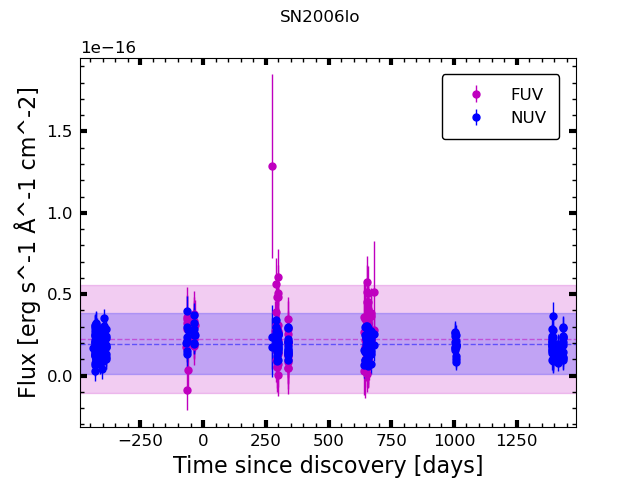 SN2006lo
1e−16
FUV
NUV
1.5
1.0
0.5
0.0
Flux [erg s^-1 Å^-1 cm^-2]
−250 0 250 500 750 1000 1250
Time since discovery [days]